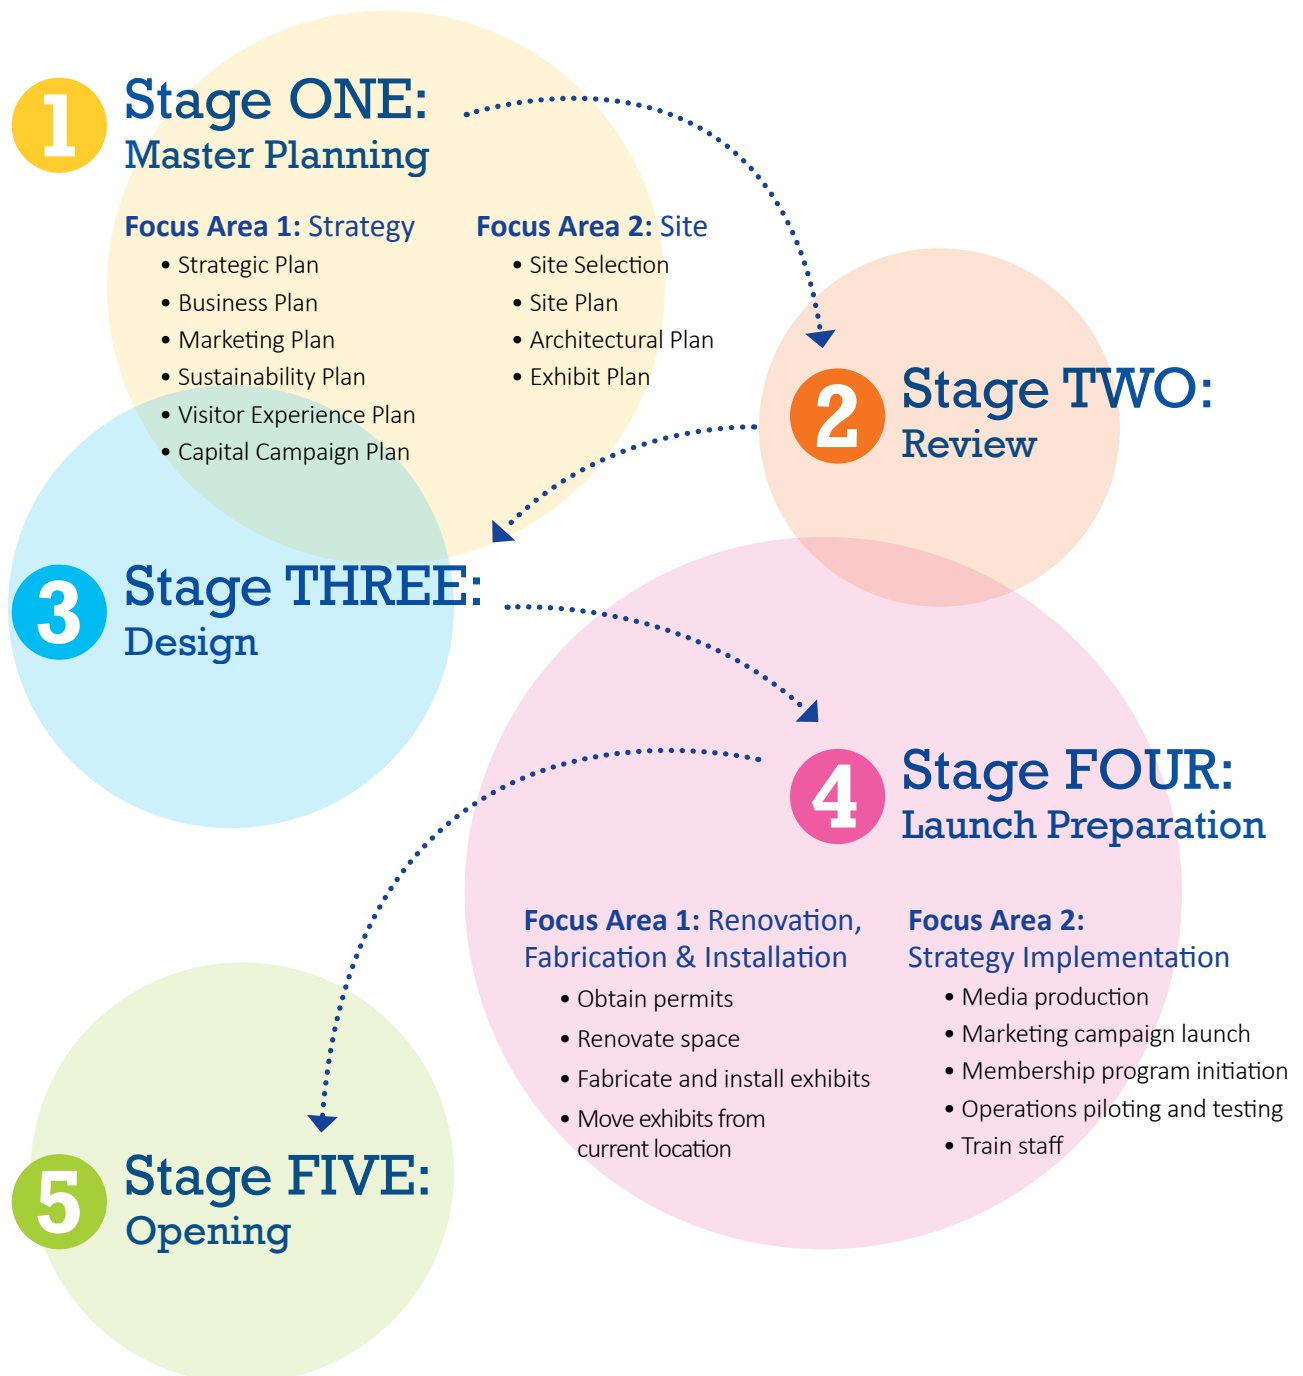 1
Stage ONE:
Master Planning
Focus Area 1: Strategy
• Strategic Plan
• Business Plan
• Marketing Plan
• Sustainability Plan
• Visitor Experience Plan
• Capital Campaign Plan
Focus Area 2: Site
• Site Selection
• Site Plan
• Architectural Plan
• Exhibit Plan
2
Stage TWO:
Review
3
Stage THREE:
Design
4
Stage FOUR:
Launch Preparation
Focus Area 1: Renovation,
Fabrication & Installation
• Obtain permits
• Renovate space
• Fabricate and install exhibits
• Move exhibits from
current location
Focus Area 2:
Strategy Implementation
• Media production
• Marketing campaign launch
• Membership program initiation
• Operations piloting and testing
• Train staff
5
Stage FIVE:
Opening